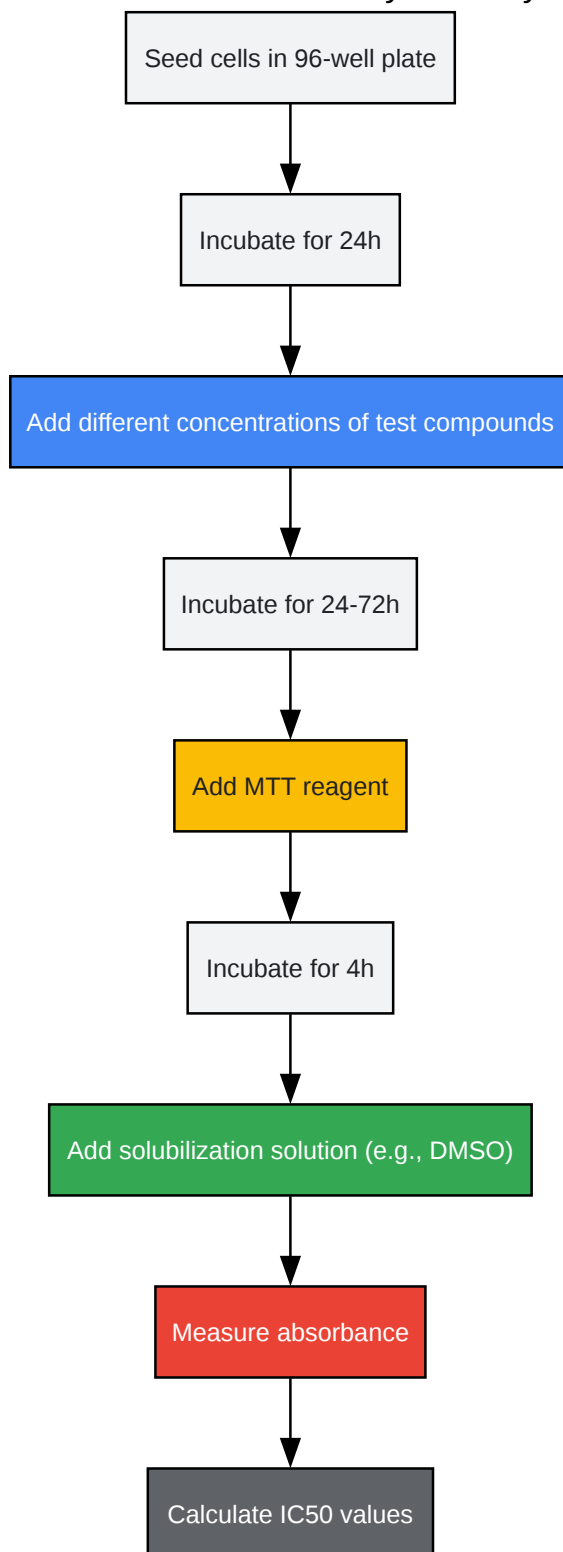 Seed cells in 96-well plate
Incubate for 24h
Add different concentrations of test compounds
Incubate for 24-72h
Add MTT reagent
Incubate for 4h
Add solubilization solution (e.g., DMSO)
Measure absorbance
Calculate IC50 values